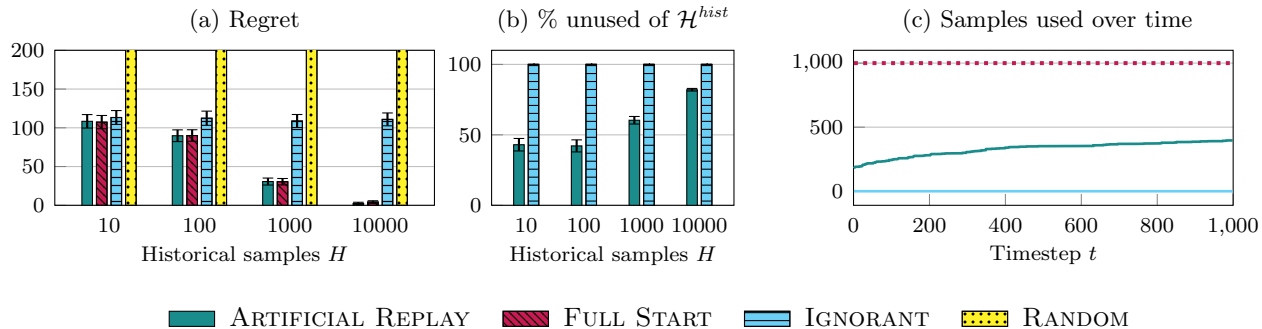 (a) Regret
200
150
100
50
0
10 100 1000 10000
Historical samples H
(b) % unused of ℋ^hist
100
50
0
10 100 1000 10000
Historical samples H
(c) Samples used over time
1,000
500
0
0 200 400 600 800 1,000
Timestep t
ARTIFICIAL REPLAY FULL START IGNORANT RANDOM